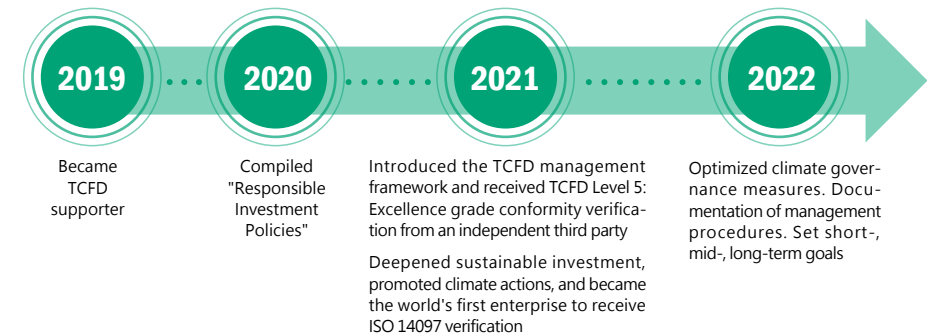 2019
Became
TCFD
supporter
2020
Compiled
"Responsible
Investment
Policies"
2021
Introduced the TCFD management
framework and received TCFD Level 5:
Excellence grade conformity verifica-
tion from an independent third party
Deepened sustainable investment,
promoted climate actions, and became
the world's first enterprise to receive
ISO 14097 verification
2022
Optimized climate gover-
nance measures. Docu-
mentation of management
procedures. Set short-,
mid-, long-term goals